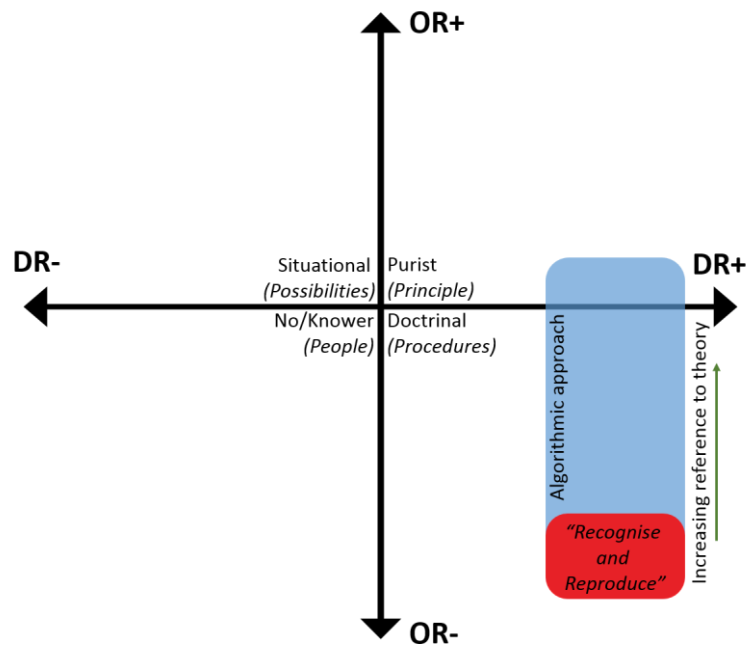 OR+
DR-
Situational
(Possibilities)
Purist
(Principle)
DR+
No/Knower
(People)
Doctrinal
(Procedures)
Algorithmic approach
Increasing reference to theory
“Recognise
and
Reproduce”
OR-